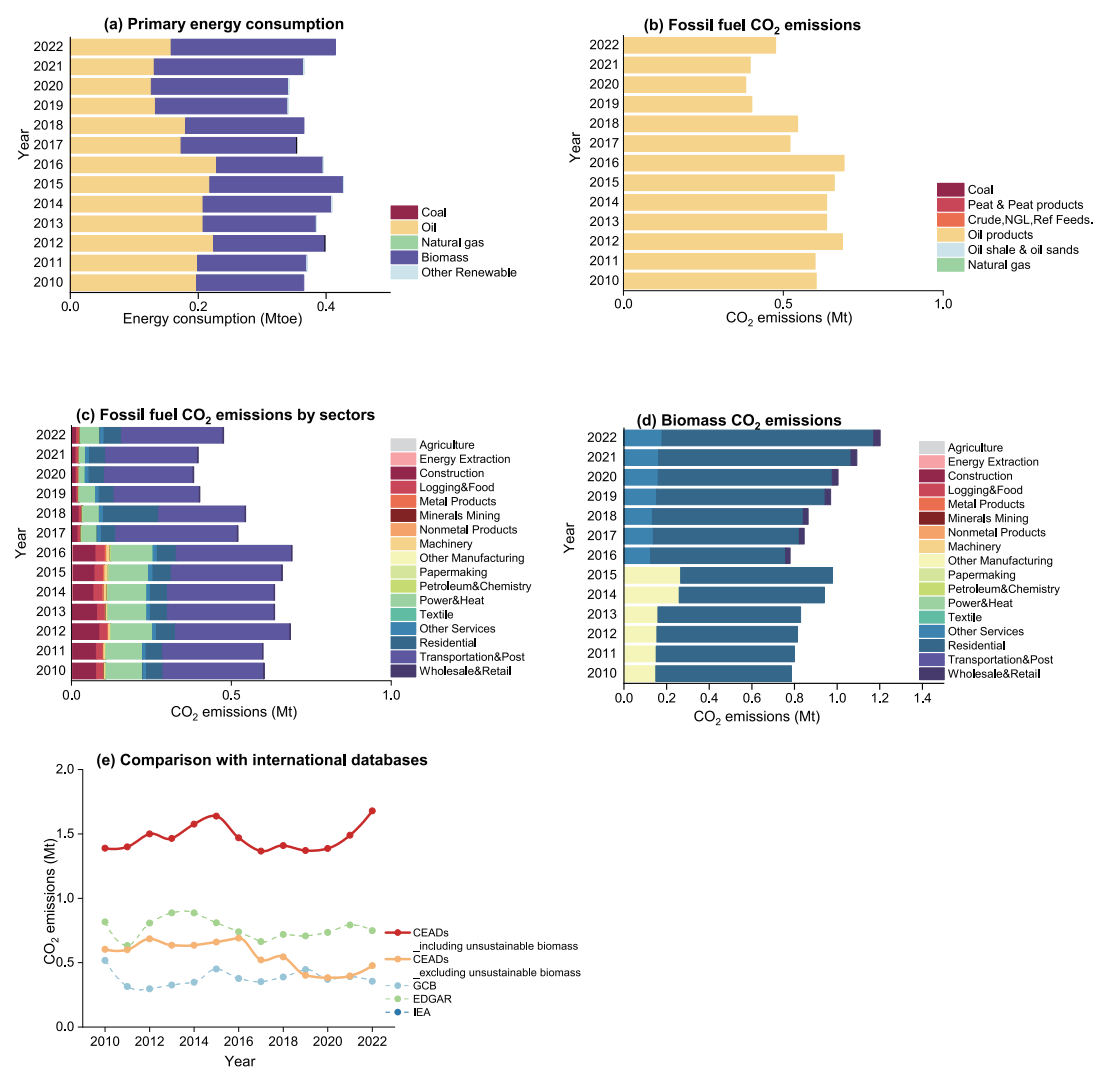 (a) Primary energy consumption
2022
2021
2020
2019
2018
2017
2016
2015
2014
2013
2012
2011
2010
Year
0.0
0.2
0.4
Energy consumption (Mtoe)
Coal
Oil
Natural gas
Biomass
Other Renewable
(b) Fossil fuel CO₂ emissions
2022
2021
2020
2019
2018
2017
2016
2015
2014
2013
2012
2011
2010
Year
0.0
0.5
1.0
CO₂ emissions (Mt)
Coal
Peat & Peat products
Crude,NGL,Ref Feeds.
Oil products
Oil shale & oil sands
Natural gas
(c) Fossil fuel CO₂ emissions by sectors
2022
2021
2020
2019
2018
2017
2016
2015
2014
2013
2012
2011
2010
Year
0.0
0.5
1.0
CO₂ emissions (Mt)
Agriculture
Energy Extraction
Construction
Logging&Food
Metal Products
Minerals Mining
Nonmetal Products
Machinery
Other Manufacturing
Papermaking
Petroleum&Chemistry
Power&Heat
Textile
Other Services
Residential
Transportation&Post
Wholesale&Retail
(d) Biomass CO₂ emissions
2022
2021
2020
2019
2018
2017
2016
2015
2014
2013
2012
2011
2010
Year
0.0
0.2
0.4
0.6
0.8
1.0
1.2
1.4
CO₂ emissions (Mt)
Agriculture
Energy Extraction
Construction
Logging&Food
Metal Products
Minerals Mining
Nonmetal Products
Machinery
Other Manufacturing
Papermaking
Petroleum&Chemistry
Power&Heat
Textile
Other Services
Residential
Transportation&Post
Wholesale&Retail
(e) Comparison with international databases
2.0
1.5
1.0
0.5
0.0
CO₂ emissions (Mt)
2010
2012
2014
2016
2018
2020
2022
Year
CEADs
_including unsustainable biomass
CEADs
_excluding unsustainable biomass
GCB
EDGAR
IEA